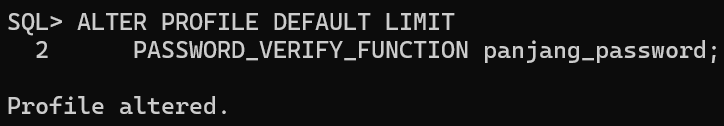 SQL> ALTER PROFILE DEFAULT LIMIT
2 PASSWORD_VERIFY_FUNCTION panjang_password;
Profile altered.